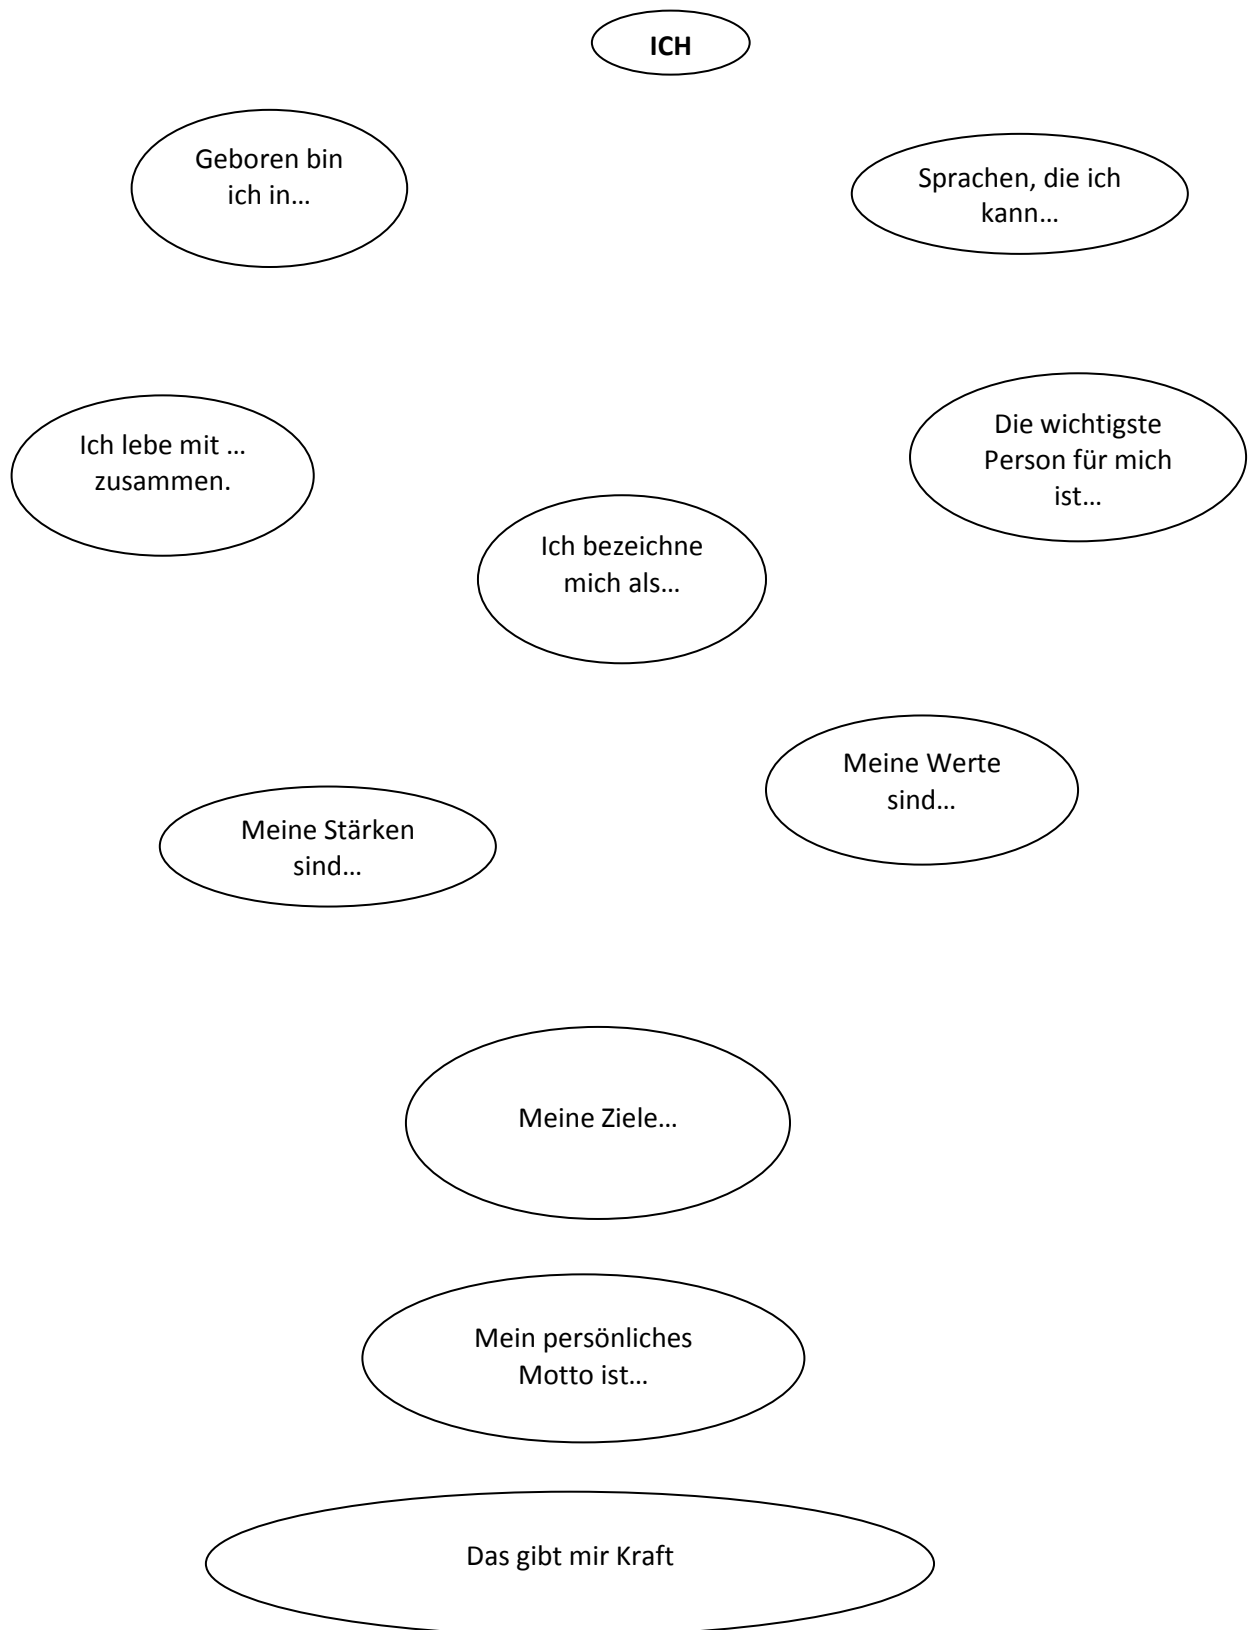 ICH
Geboren bin
ich in…
Sprachen, die ich
kann…
Ich lebe mit …
zusammen.
Die wichtigste
Person für mich
ist…
Ich bezeichne
mich als…
Meine Werte
sind…
Meine Stärken
sind…
Meine Ziele…
Mein persönliches
Motto ist…
Das gibt mir Kraft